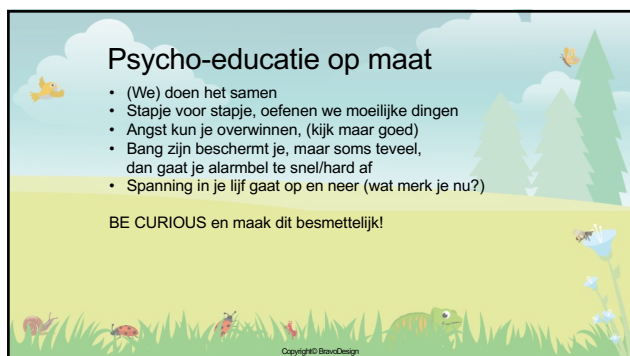 Psycho-educatie op maat
• (We) doen het samen
• Stapje voor stapje, oefenen we moeilijke dingen
• Angst kun je overwinnen, (kijk maar goed)
• Bang zijn beschermt je, maar soms teveel,
dan gaat je alarmbel te snel/hard af
• Spanning in je lijf gaat op en neer (wat merk je nu?)
BE CURIOUS en maak dit besmettelijk!
Copyright© BravoDesign